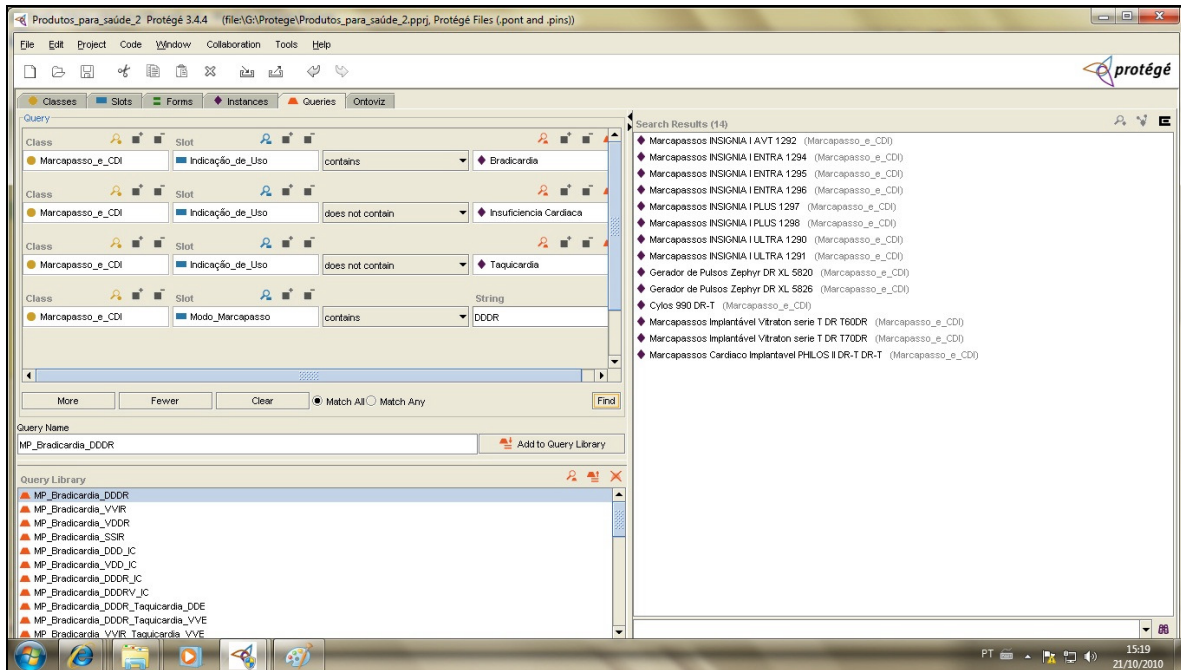 Produtos_para_saúde_2 Protégé 3.4.4 (file:\G:\Protege\Produtos_para_saúde_2.pprj, Protégé Files (.pont and .pins))
File Edit Project Code Window Collaboration Tools Help
protégé
Classes Slots Forms Instances Queries Ontoviz
Query
Class Slot
Marcapasso_e_CDI Indicação_de_Uso contains Bradicardia
Class Slot
Marcapasso_e_CDI Indicação_de_Uso does not contain Insuficiencia Cardiaca
Class Slot
Marcapasso_e_CDI Indicação_de_Uso does not contain Taquicardia
Class Slot String
Marcapasso_e_CDI Modo_Marcapasso contains DDDR
More Fewer Clear Match All Match Any Find
Query Name
MP_Bradicardia_DDDR Add to Query Library
Query Library
MP_Bradicardia_DDDR
MP_Bradicardia_VVIR
MP_Bradicardia_VDDR
MP_Bradicardia_SSIR
MP_Bradicardia_DDD_IC
MP_Bradicardia_VDD_IC
MP_Bradicardia_DDDR_IC
MP_Bradicardia_DDDRV_IC
MP_Bradicardia_DDDR_Taquicardia_DDE
MP_Bradicardia_DDDR_Taquicardia_VVE
MP_Bradicardia_VVIR_Taquicardia_VVE
Search Results (14)
Marcapassos INSIGNIA I AVT 1292 (Marcapasso_e_CDI)
Marcapassos INSIGNIA I ENTRA 1294 (Marcapasso_e_CDI)
Marcapassos INSIGNIA I ENTRA 1295 (Marcapasso_e_CDI)
Marcapassos INSIGNIA I ENTRA 1296 (Marcapasso_e_CDI)
Marcapassos INSIGNIA I PLUS 1297 (Marcapasso_e_CDI)
Marcapassos INSIGNIA I PLUS 1298 (Marcapasso_e_CDI)
Marcapassos INSIGNIA I ULTRA 1290 (Marcapasso_e_CDI)
Marcapassos INSIGNIA I ULTRA 1291 (Marcapasso_e_CDI)
Gerador de Pulsos Zephyr DR XL 5820 (Marcapasso_e_CDI)
Gerador de Pulsos Zephyr DR XL 5826 (Marcapasso_e_CDI)
Cylos 990 DR-T (Marcapasso_e_CDI)
Marcapassos Implantável Vitraton serie T DR T60DR (Marcapasso_e_CDI)
Marcapassos Implantável Vitraton serie T DR T70DR (Marcapasso_e_CDI)
Marcapassos Cardiaco Implantavel PHILOS II DR-T DR-T (Marcapasso_e_CDI)
PT
15:19
21/10/2010